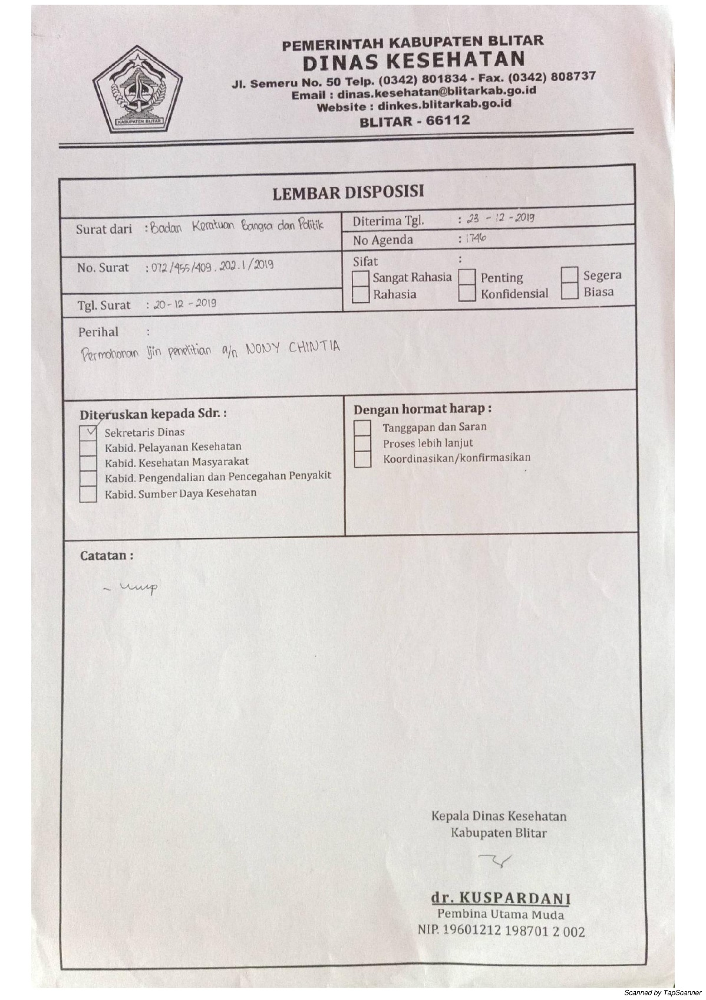 PEMERINTAH KABUPATEN BLITAR
DINAS KESEHATAN
Jl. Semeru No. 50 Telp. (0342) 801834 - Fax. (0342) 808737
Email : dinas.kesehatan@blitarkab.go.id
Website : dinkes.blitarkab.go.id
BLITAR - 66112
KABUPATEN BLITAR
LEMBAR DISPOSISI
Surat dari : Badan Keratuan Bangsa dan Politik
Diterima Tgl. : 23 - 12 - 2019
No Agenda : 1746
No. Surat : 072/455/409.202.1/2019
Sifat :
Sangat Rahasia Penting Segera
Rahasia Konfidensial Biasa
Tgl. Surat : 20-12-2019
Perihal :
Permohonan Ijin penelitian a/n NONY CHINTIA
Diteruskan kepada Sdr. :
Sekretaris Dinas
Kabid. Pelayanan Kesehatan
Kabid. Kesehatan Masyarakat
Kabid. Pengendalian dan Pencegahan Penyakit
Kabid. Sumber Daya Kesehatan
Dengan hormat harap :
Tanggapan dan Saran
Proses lebih lanjut
Koordinasikan/konfirmasikan
Catatan :
Kepala Dinas Kesehatan
Kabupaten Blitar
dr. KUSPARDANI
Pembina Utama Muda
NIP. 19601212 198701 2 002
Scanned by TapScanner